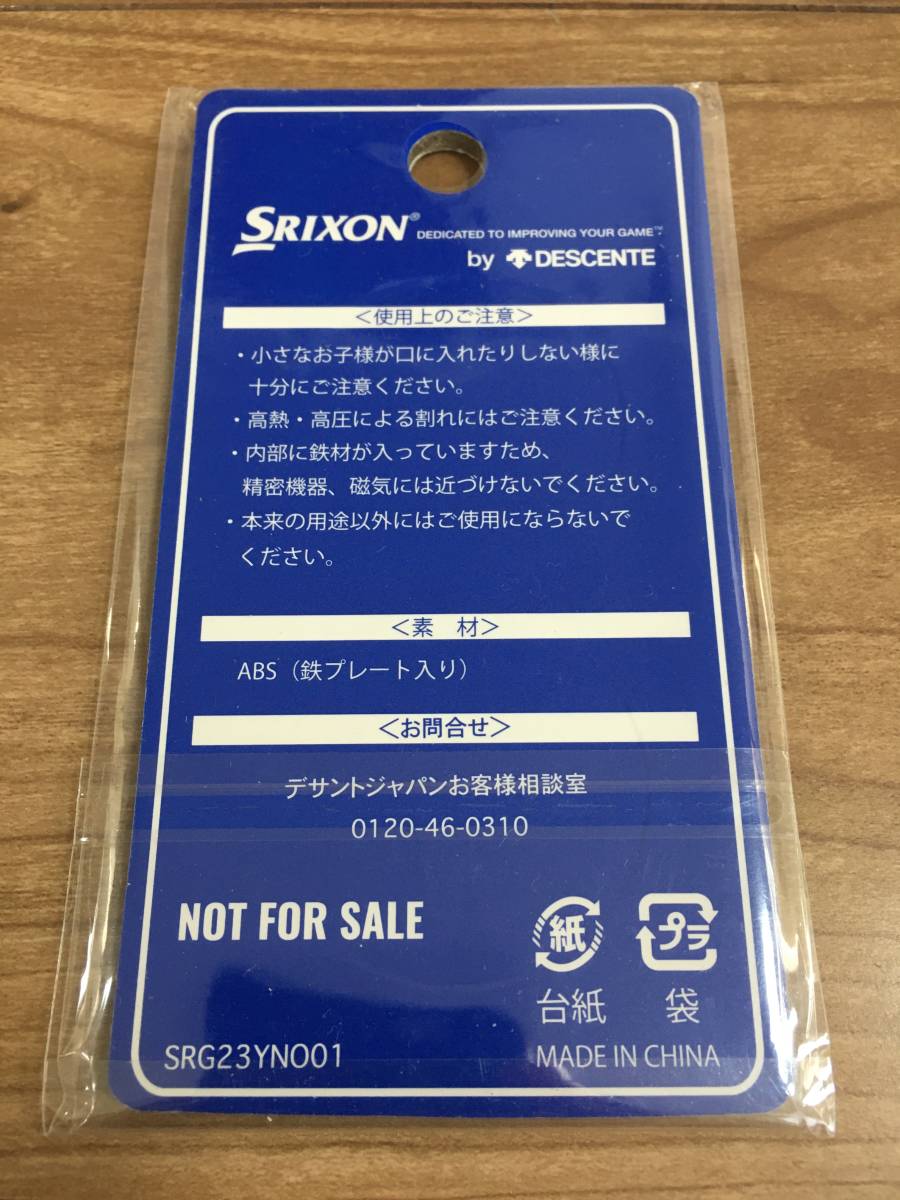 SRIXON® DEDICATED TO IMPROVING YOUR GAME™
by DESCENTE
＜使用上のご注意＞
・小さなお子様が口に入れたりしない様に
十分にご注意ください。
・高熱・高圧による割れにはご注意ください。
・内部に鉄材が入っていますため、
精密機器、磁気には近づけないでください。
・本来の用途以外にはご使用にならないで
ください。
＜素　材＞
ABS（鉄プレート入り）
＜お問合せ＞
デサントジャパンお客様相談室
0120-46-0310
NOT FOR SALE
紙 プラ
台紙 袋
SRG23YNO01 MADE IN CHINA